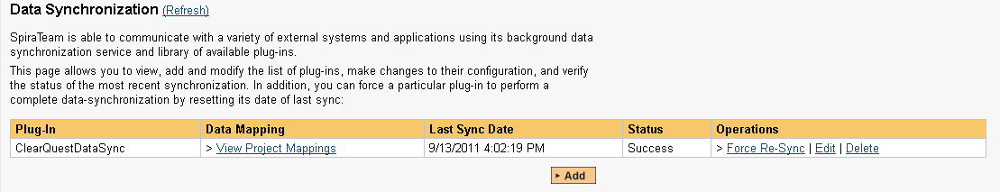 Data Synchronization (Refresh)
SpiraTeam is able to communicate with a variety of external systems and applications using its background data
synchronization service and library of available plug-ins.
This page allows you to view, add and modify the list of plug-ins, make changes to their configuration, and verify
the status of the most recent synchronization. In addition, you can force a particular plug-in to perform a
complete data-synchronization by resetting its date of last sync:
Plug-In Data Mapping Last Sync Date Status Operations
ClearQuestDataSync > View Project Mappings 9/13/2011 4:02:19 PM Success > Force Re-Sync | Edit | Delete
Add